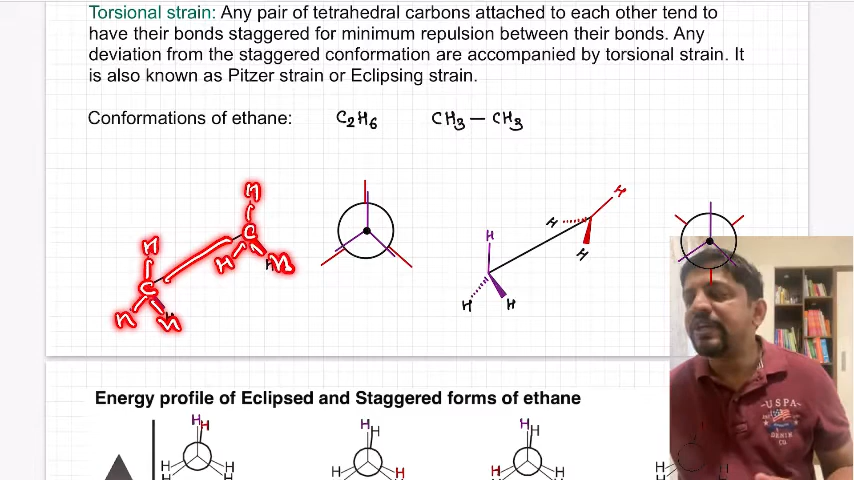 Torsional strain: Any pair of tetrahedral carbons attached to each other tend to
have their bonds staggered for minimum repulsion between their bonds. Any
deviation from the staggered conformation are accompanied by torsional strain. It
is also known as Pitzer strain or Eclipsing strain.
Conformations of ethane: C₂H₆ CH₃ — CH₃
H H
H C H H H
H C H H H
H H H H
Energy profile of Eclipsed and Staggered forms of ethane
H H H H H H
H H H H H H H
H H H
U S P A
DENIM
CO.